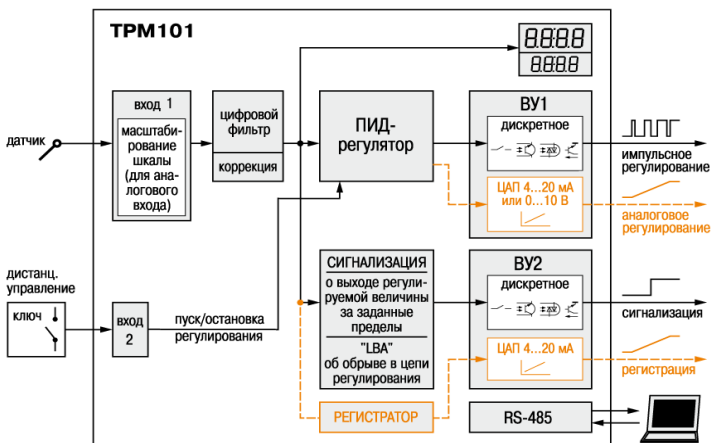 ТРМ101
8.8.8.8
8.8.8.8
датчик
вход 1
масштаби-
рование
шкалы
(для ана-
логового
входа)
цифровой
фильтр
коррекция
ПИД-
регулятор
ВУ1
дискретное
ЦАП 4...20 мА
или 0...10 В
импульсное
регулирование
аналоговое
регулирование
дистанц.
управление
ключ
вход
2
пуск/остановка
регулирования
СИГНАЛИЗАЦИЯ
о выходе регули-
руемой величины
за заданные
пределы
"LBA"
об обрыве в цепи
регулирования
ВУ2
дискретное
ЦАП 4...20 мА
сигнализация
регистрация
РЕГИСТРАТОР
RS-485